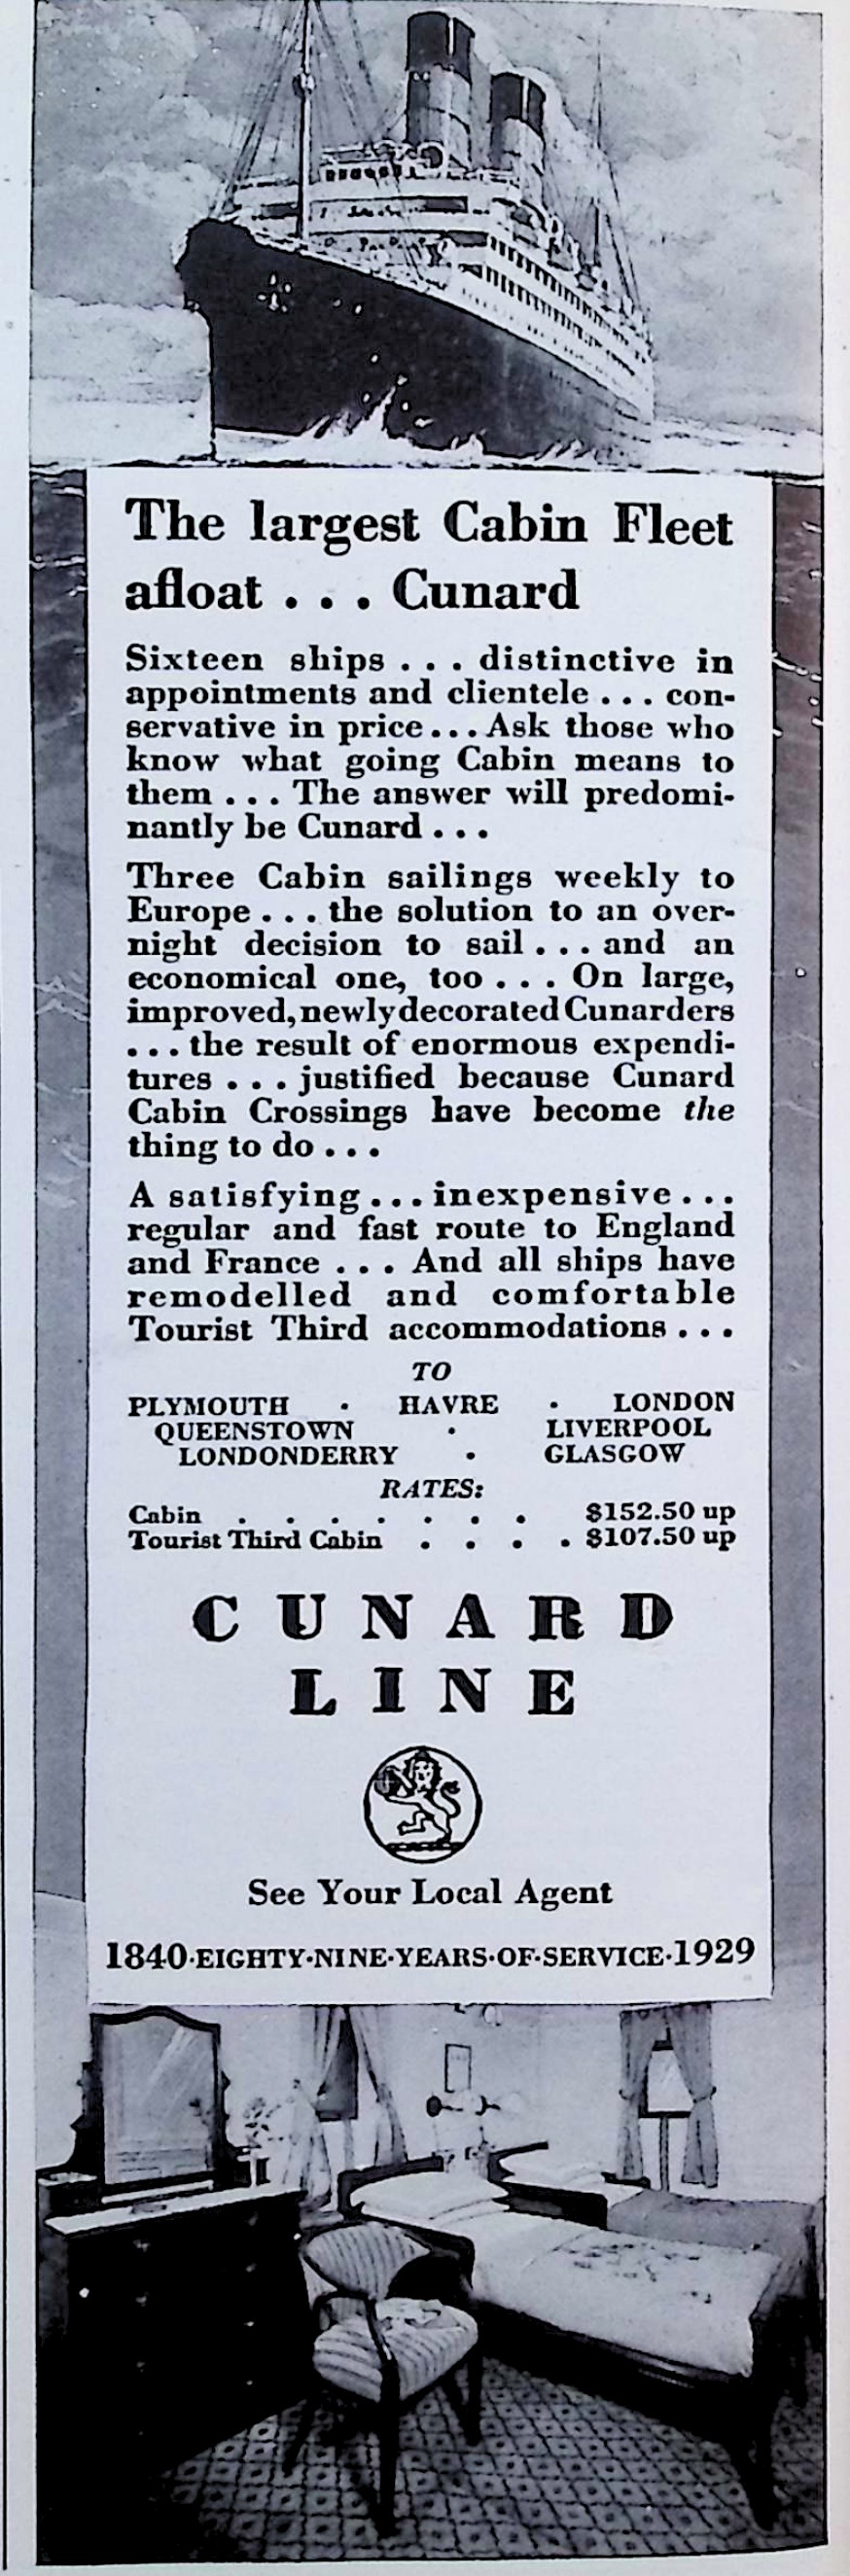 The largest Cabin Fleet
afloat . . . Cunard
Sixteen ships . . . distinctive in
appointments and clientele . . . con-
servative in price . . . Ask those who
know what going Cabin means to
them . . . The answer will predomi-
nantly be Cunard . . .
Three Cabin sailings weekly to
Europe . . . the solution to an over-
night decision to sail . . . and an
economical one, too . . . On large,
improved, newly decorated Cunarders
. . . the result of enormous expendi-
tures . . . justified because Cunard
Cabin Crossings have become the
thing to do . . .
A satisfying . . . inexpensive . . .
regular and fast route to England
and France . . . And all ships have
remodelled and comfortable
Tourist Third accommodations . . .
TO
PLYMOUTH · HAVRE · LONDON
QUEENSTOWN · LIVERPOOL
LONDONDERRY · GLASGOW
RATES:
Cabin . . . . . . . $152.50 up
Tourist Third Cabin . . . . $107.50 up
CUNARD
LINE
See Your Local Agent
1840·EIGHTY·NINE·YEARS·OF·SERVICE·1929